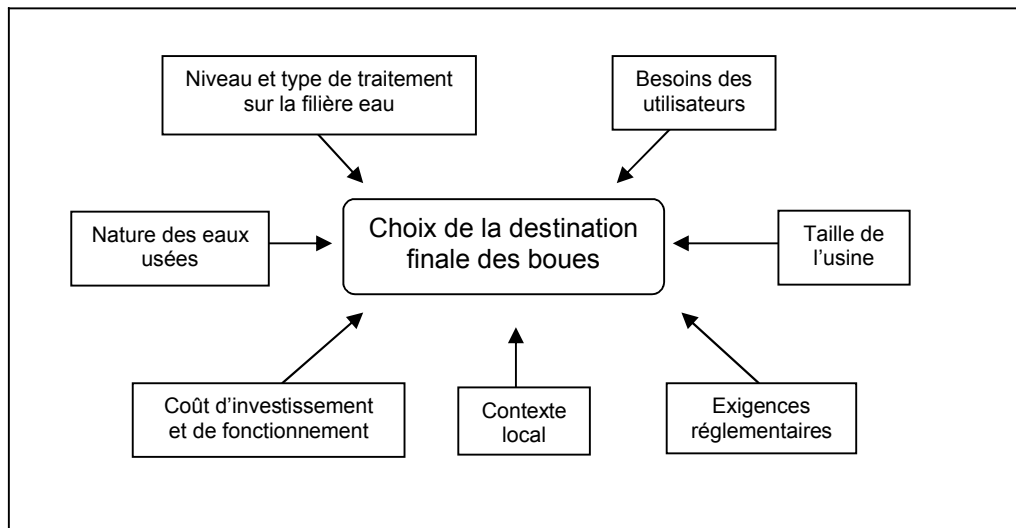 Niveau et type de traitement
sur la filière eau
Besoins des
utilisateurs
Nature des eaux
usées
Choix de la destination
finale des boues
Taille de
l’usine
Coût d’investissement
et de fonctionnement
Contexte
local
Exigences
réglementaires